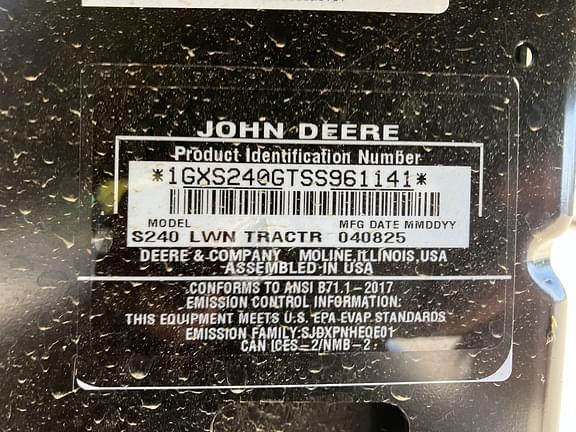 JOHN DEERE
Product Identification Number
*1GXS240GTSS961141*
MODEL MFG DATE MMDDYY
S240 LWN TRACTR 040825
DEERE & COMPANY MOLINE, ILLINOIS, USA
ASSEMBLED IN USA
CONFORMS TO ANSI B71.1-2017
EMISSION CONTROL INFORMATION:
THIS EQUIPMENT MEETS U.S. EPA EVAP STANDARDS
EMISSION FAMILY:SJDXPNHEQE01
CAN ICES-2/NMB-2